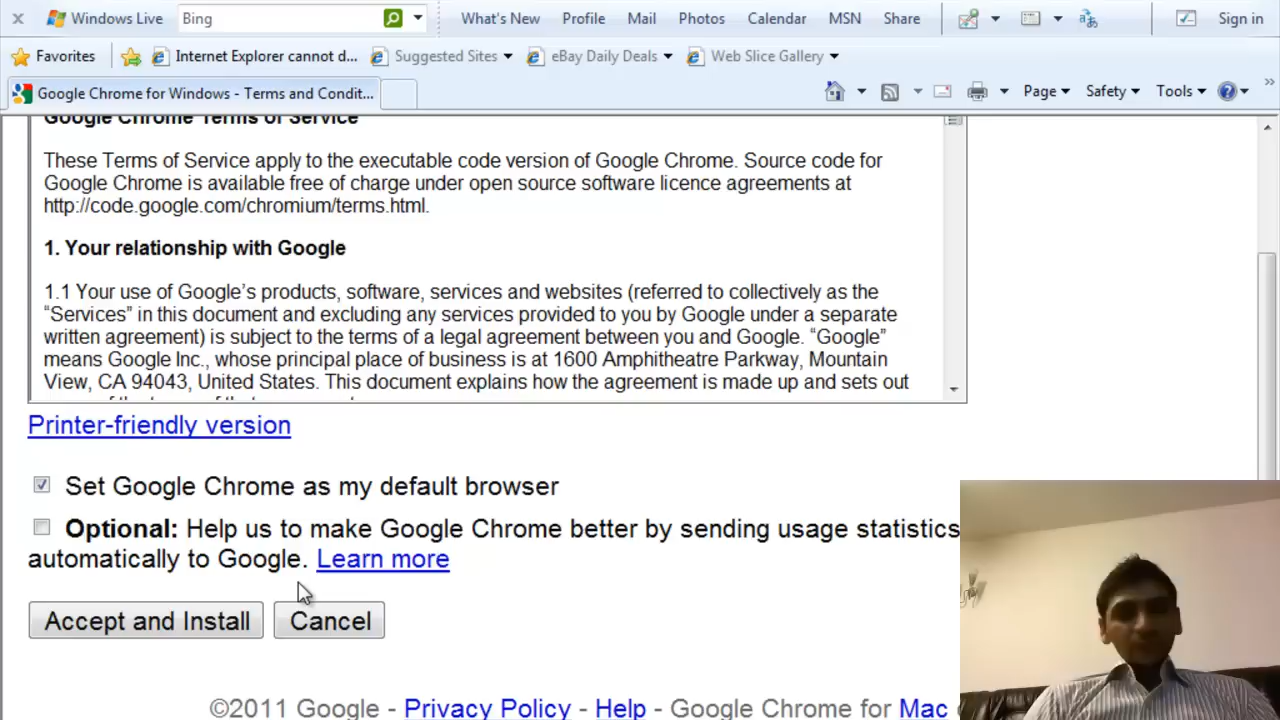 Windows Live Bing What's New Profile Mail Photos Calendar MSN Share Sign in
Favorites Internet Explorer cannot d... Suggested Sites eBay Daily Deals Web Slice Gallery
Google Chrome for Windows - Terms and Condit... Page Safety Tools
Google Chrome Terms of Service
These Terms of Service apply to the executable code version of Google Chrome. Source code for
Google Chrome is available free of charge under open source software licence agreements at
http://code.google.com/chromium/terms.html.
1. Your relationship with Google
1.1 Your use of Google’s products, software, services and websites (referred to collectively as the
“Services” in this document and excluding any services provided to you by Google under a separate
written agreement) is subject to the terms of a legal agreement between you and Google. “Google”
means Google Inc., whose principal place of business is at 1600 Amphitheatre Parkway, Mountain
View, CA 94043, United States. This document explains how the agreement is made up and sets out
Printer-friendly version
Set Google Chrome as my default browser
Optional: Help us to make Google Chrome better by sending usage statistics
automatically to Google. Learn more
Accept and Install Cancel
©2011 Google - Privacy Policy - Help - Google Chrome for Mac